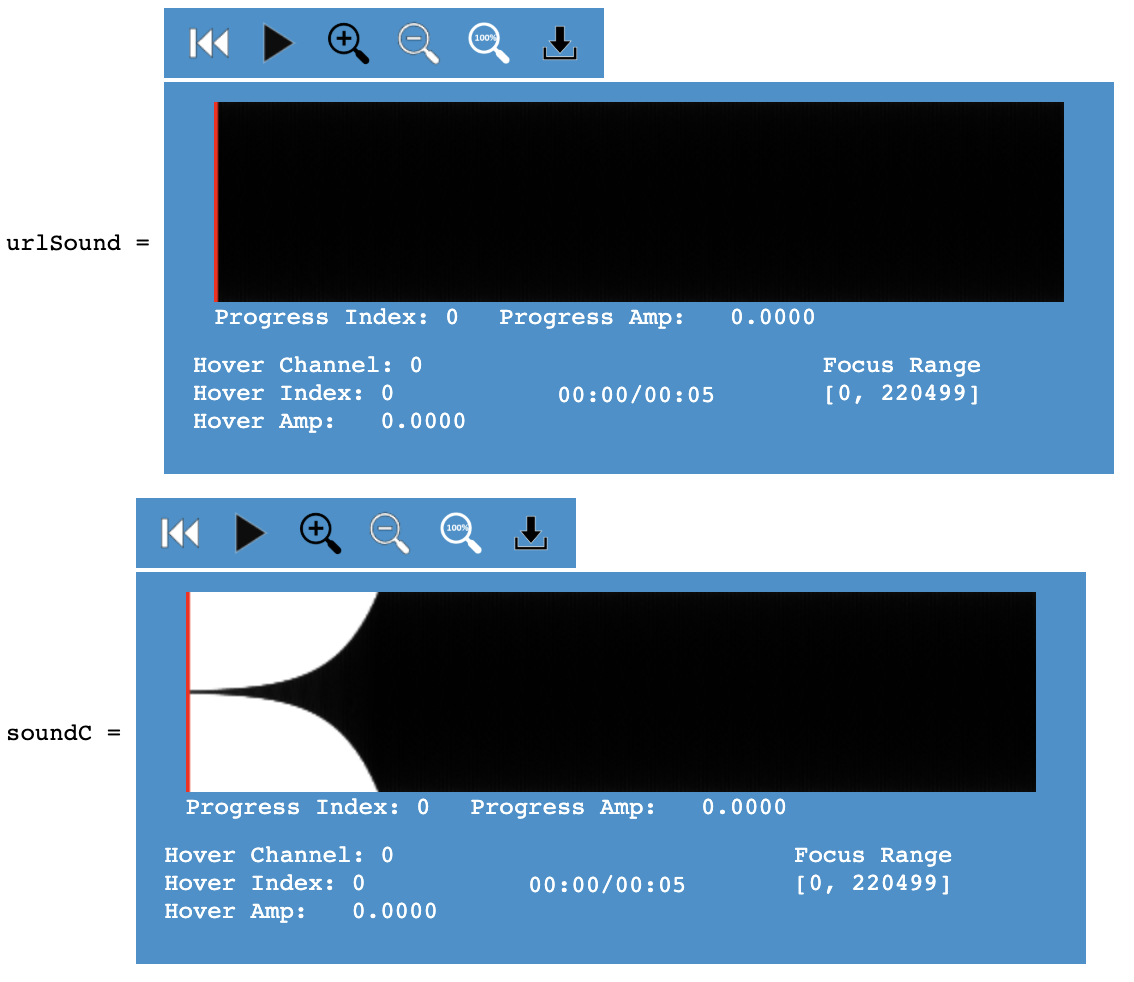 100%
urlSound =
Progress Index: 0 Progress Amp: 0.0000
Hover Channel: 0
Focus Range
Hover Index: 0
00:00/00:05
[0, 220499]
Hover Amp: 0.0000
100%
soundC =
Progress Index: 0 Progress Amp: 0.0000
Hover Channel: 0
Focus Range
Hover Index: 0
00:00/00:05
[0, 220499]
Hover Amp: 0.0000